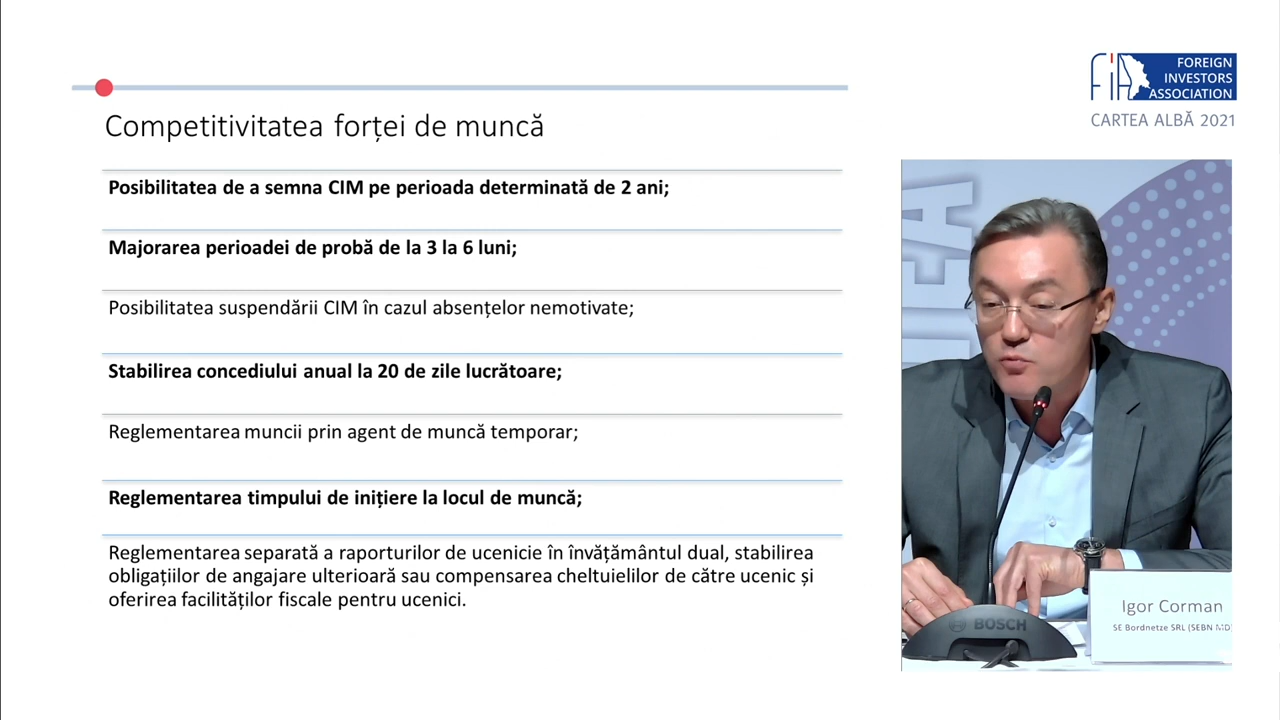 FIA
FOREIGN
INVESTORS
ASSOCIATION
CARTEA ALBĂ 2021
Competitivitatea forței de muncă
Posibilitatea de a semna CIM pe perioada determinată de 2 ani;
Majorarea perioadei de probă de la 3 la 6 luni;
Posibilitatea suspendării CIM în cazul absențelor nemotivate;
Stabilirea concediului anual la 20 de zile lucrătoare;
Reglementarea muncii prin agent de muncă temporar;
Reglementarea timpului de inițiere la locul de muncă;
Reglementarea separată a raporturilor de ucenicie în învățământul dual, stabilirea
obligațiilor de angajare ulterioară sau compensarea cheltuielilor de către ucenic și
oferirea facilităților fiscale pentru ucenici.
BOSCH
Igor Corman
SE Bordnetze SRL (SEBN MD)